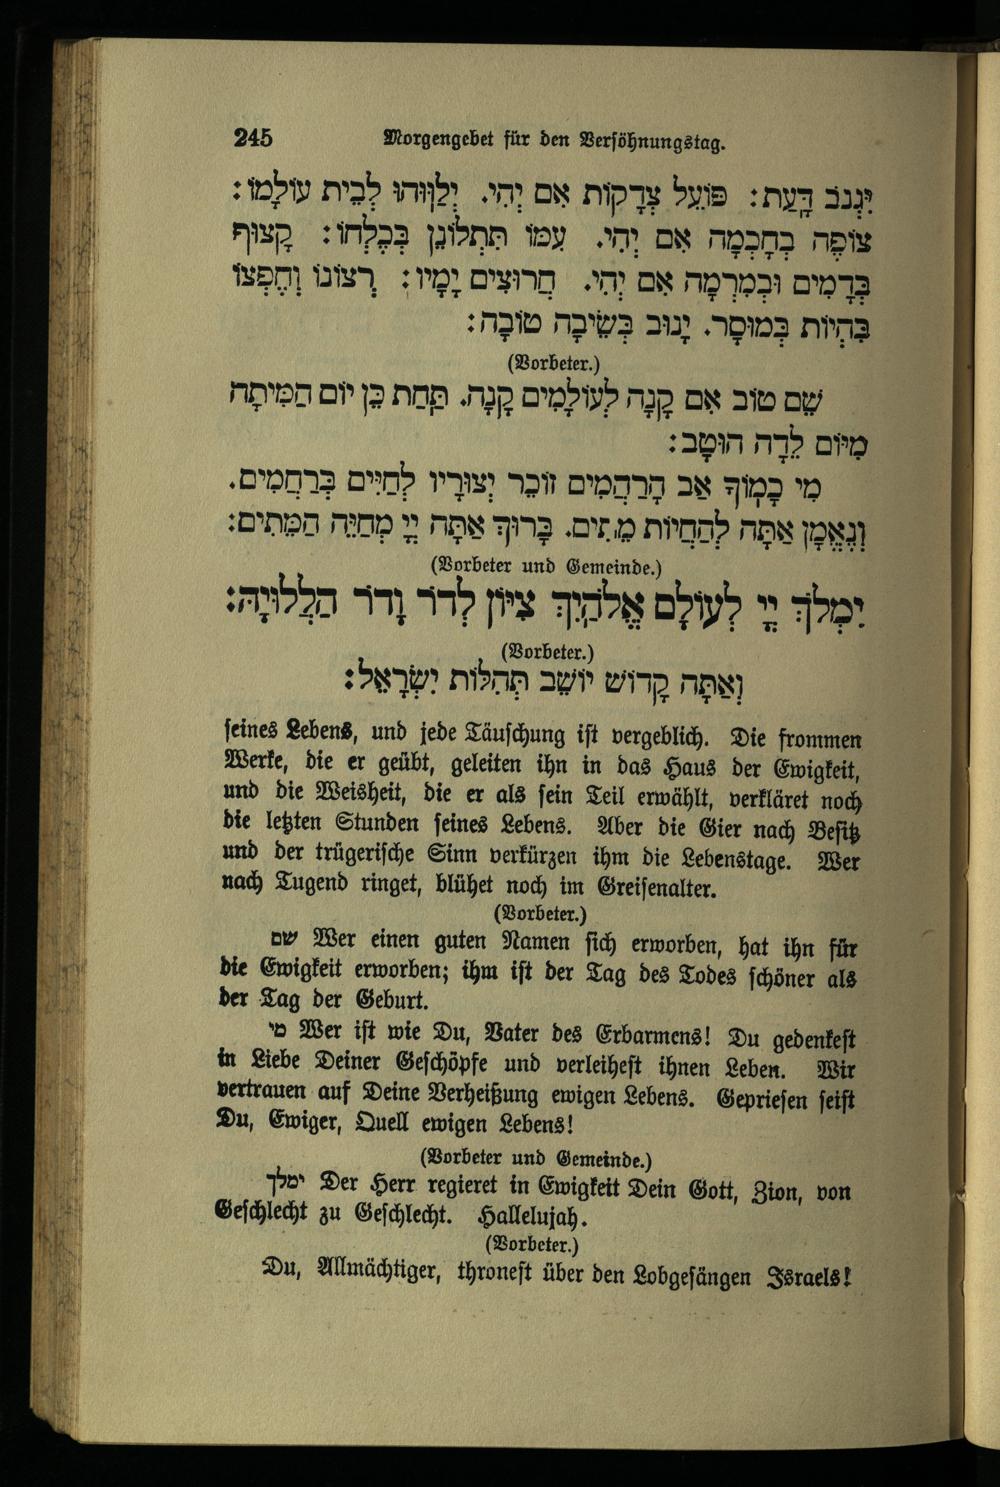 245 Morgengebet für den Versöhnungstag.
יִגְנֹב דָּעַת: פּוֹעֵל צְדָקוֹת אִם יְהִי. יְלַוּוּהוּ לְבֵית עוֹלָמוֹ:
צוֹפֶה בְחָכְמָה אִם יְהִי. עִמּוֹ תִּתְלוֹנֵן בְּכֶלְחוֹ: קָצוּף
בְּדָמִים וּבְמִרְמָה אִם יְהִי. חֲרוּצִים יָמָיו: רְצוֹנוֹ וְחֶפְצוֹ
בִּהְיוֹת בְּמוּסָר. יָנוּב בְּשֵׂיבָה טוֹבָה:
(Vorbeter.)
שֵׁם טוֹב אִם קָנָה לְעוֹלָמִים קָנָה. תַּחַת כֵּן יוֹם הַמִּיתָה
מִיּוֹם לֵדָה הוּטָב:
מִי כָמֽוֹךָ אַב הָרַחֲמִים זוֹכֵר יְצוּרָיו לְחַיִּים בְּרַחֲמִים.
וְנֶאֱמָן אַתָּה לְהַחֲיוֹת מֵתִים. בָּרוּךְ אַתָּה יְיָ מְחַיֵּה הַמֵּתִים:
(Vorbeter und Gemeinde.)
יִמְלֹךְ יְיָ לְעוֹלָם אֱלֹהַיִךְ צִיּוֹן לְדֹר וָדֹר הַלֲלוּיָהּ:
(Vorbeter.)
וְאַתָּה קָדוֹשׁ יוֹשֵׁב תְּהִלּוֹת יִשְׂרָאֵל:
seines Lebens, und jede Täuschung ist vergeblich. Die frommen
Werke, die er geübt, geleiten ihn in das Haus der Ewigkeit,
und die Weisheit, die er als sein Teil erwählt, verkläret noch
die letzten Stunden seines Lebens. Aber die Gier nach Besitz
und der trügerische Sinn verkürzen ihm die Lebenstage. Wer
nach Tugend ringet, blühet noch im Greisenalter.
(Vorbeter.)
שם Wer einen guten Namen sich erworben, hat ihn für
die Ewigkeit erworben; ihm ist der Tag des Todes schöner als
der Tag der Geburt.
מי Wer ist wie Du, Vater des Erbarmens! Du gedenkest
in Liebe Deiner Geschöpfe und verleihest ihnen Leben. Wir
vertrauen auf Deine Verheißung ewigen Lebens. Gepriesen seist
Du, Ewiger, Quell ewigen Lebens!
(Vorbeter und Gemeinde.)
ימלך Der Herr regieret in Ewigkeit Dein Gott, Zion, von
Geschlecht zu Geschlecht. Hallelujah.
(Vorbeter.)
Du, Allmächtiger, thronest über den Lobgesängen Israels!